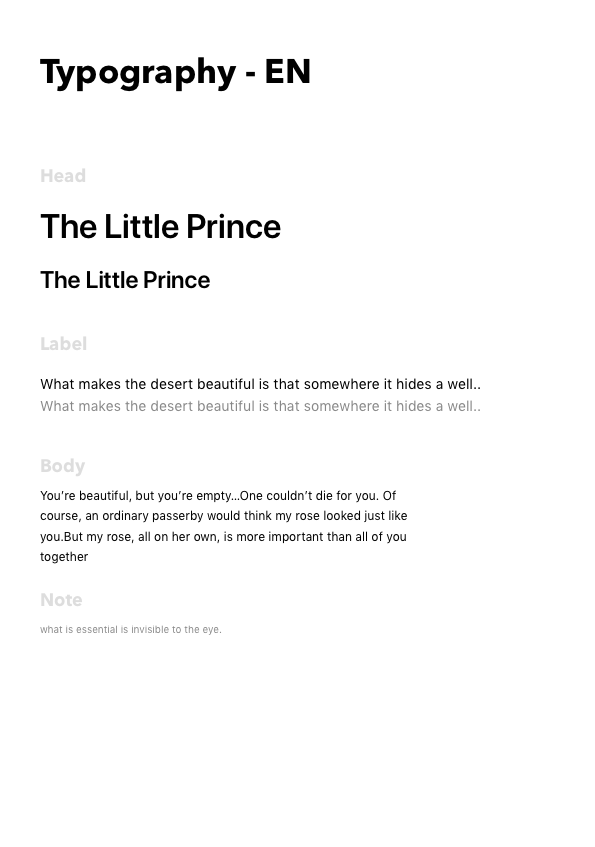 Typography - EN
Head
The Little Prince
The Little Prince
Label
What makes the desert beautiful is that somewhere it hides a well..
What makes the desert beautiful is that somewhere it hides a well..
Body
You’re beautiful, but you’re empty...One couldn’t die for you. Of
course, an ordinary passerby would think my rose looked just like
you.But my rose, all on her own, is more important than all of you
together
Note
what is essential is invisible to the eye.